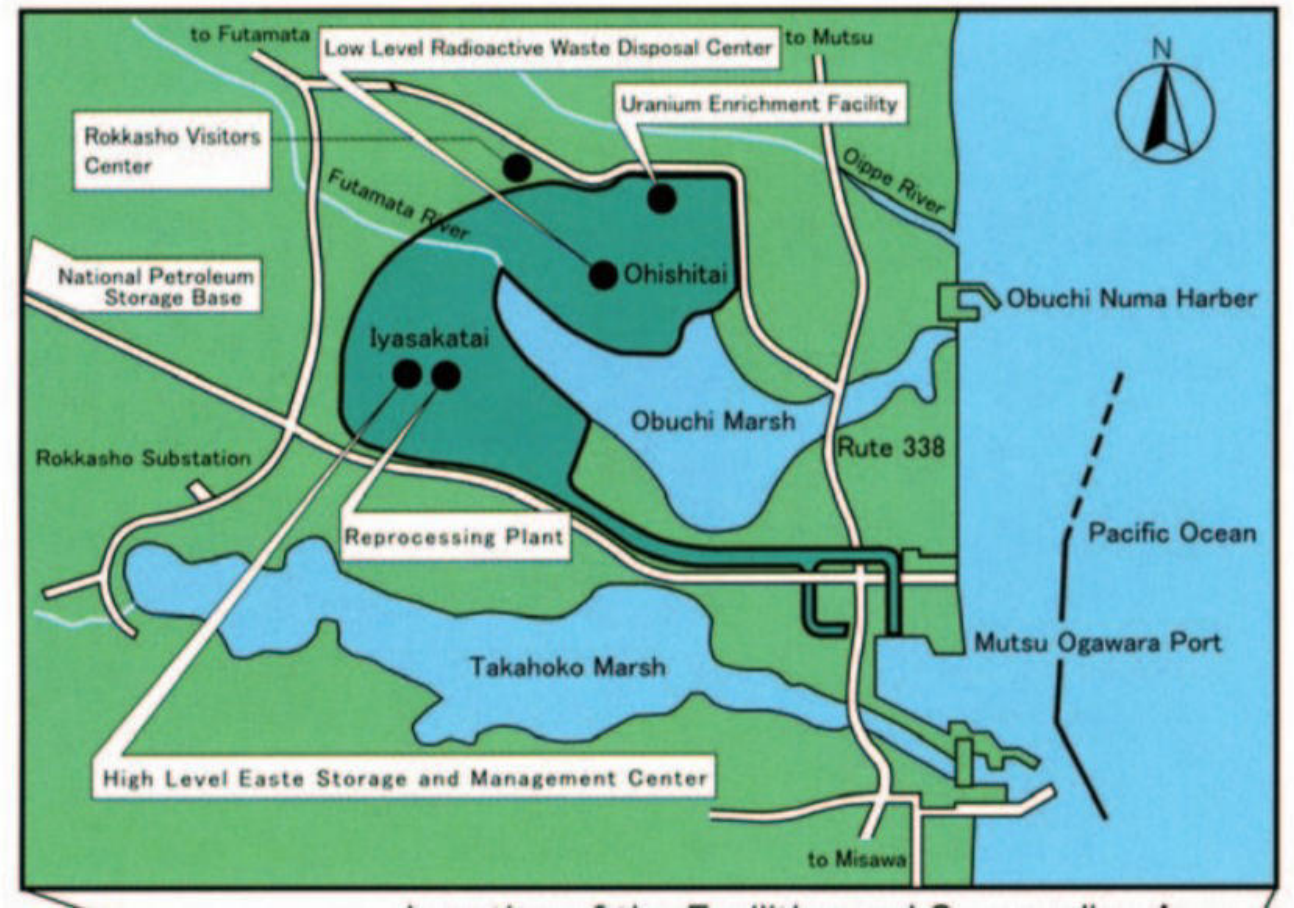 to Futamata
Low Level Radioactive Waste Disposal Center
to Mutsu
Uranium Enrichment Facility
Rokkasho Visitors
Center
Oippe River
Futamata River
National Petroleum
Storage Base
Ohishitai
Obuchi Numa Harber
Iyasakatai
Obuchi Marsh
Rute 338
Rokkasho Substation
Reprocessing Plant
Pacific Ocean
Mutsu Ogawara Port
Takahoko Marsh
High Level Easte Storage and Management Center
to Misawa
N